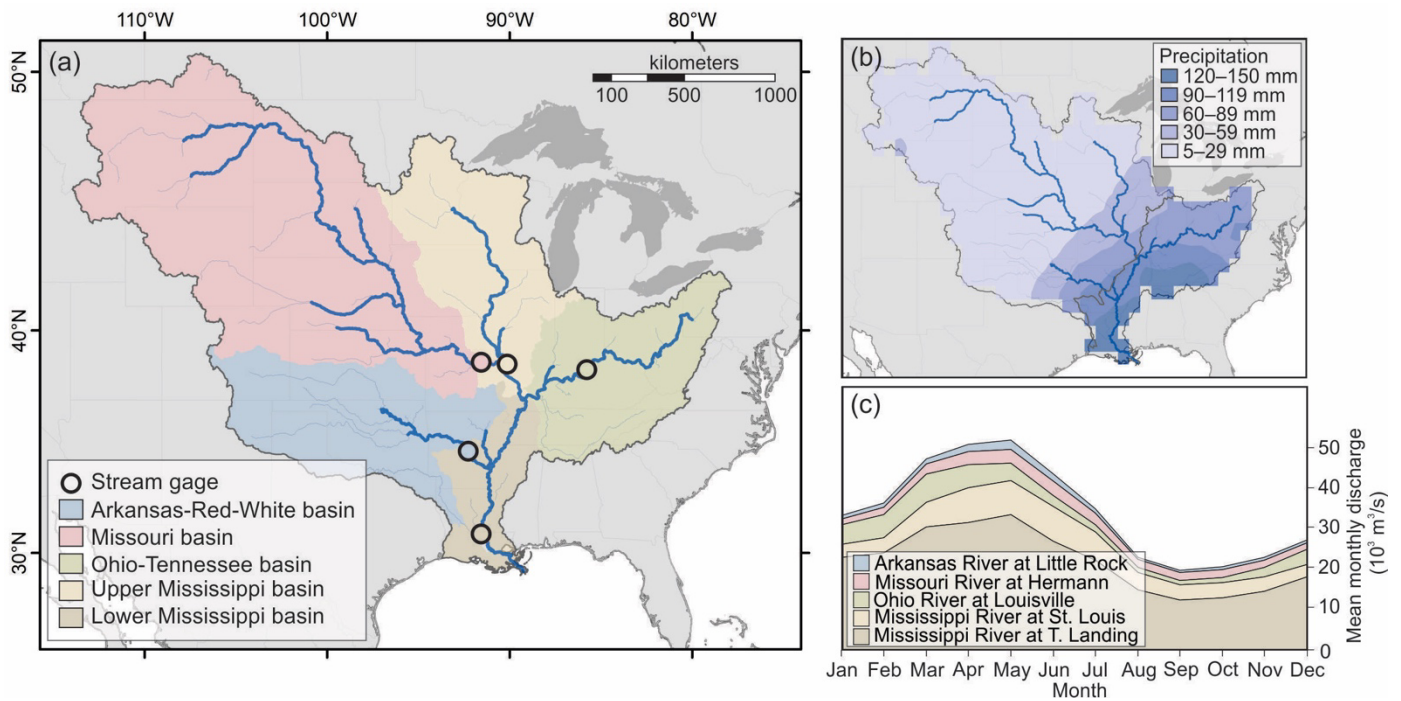 110°W 100°W 90°W 80°W
(a)
kilometers
100 500 1000
50°N
40°N
30°N
Stream gage
Arkansas-Red-White basin
Missouri basin
Ohio-Tennessee basin
Upper Mississippi basin
Lower Mississippi basin
(b)
Precipitation
120–150 mm
90–119 mm
60–89 mm
30–59 mm
5–29 mm
(c)
50
40
30
20
10
0
Mean monthly discharge
(10³ m³/s)
Arkansas River at Little Rock
Missouri River at Hermann
Ohio River at Louisville
Mississippi River at St. Louis
Mississippi River at T. Landing
Jan Feb Mar Apr May Jun Jul Aug Sep Oct Nov Dec
Month